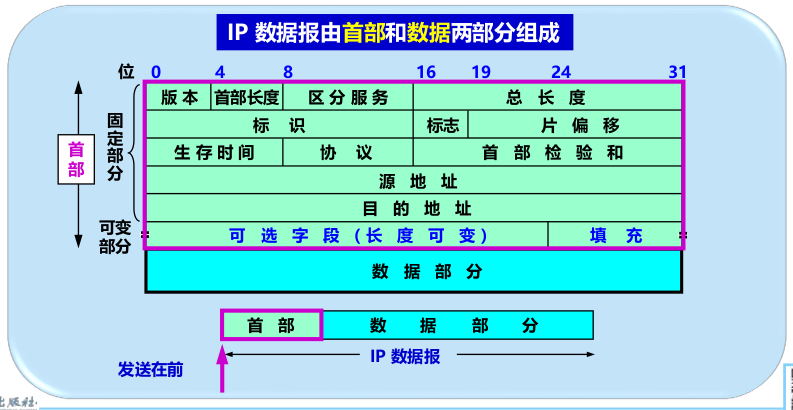 IP 数据报由首部和数据两部分组成
位 0 4 8 16 19 24 31
版本 首部长度 区分服务 总长度
标识 标志 片偏移
生存时间 协议 首部检验和
源地址
目的地址
可选字段(长度可变) 填充
数据部分
首部
固定部分
可变部分
首部 数据部分
IP 数据报
发送在前
出版社